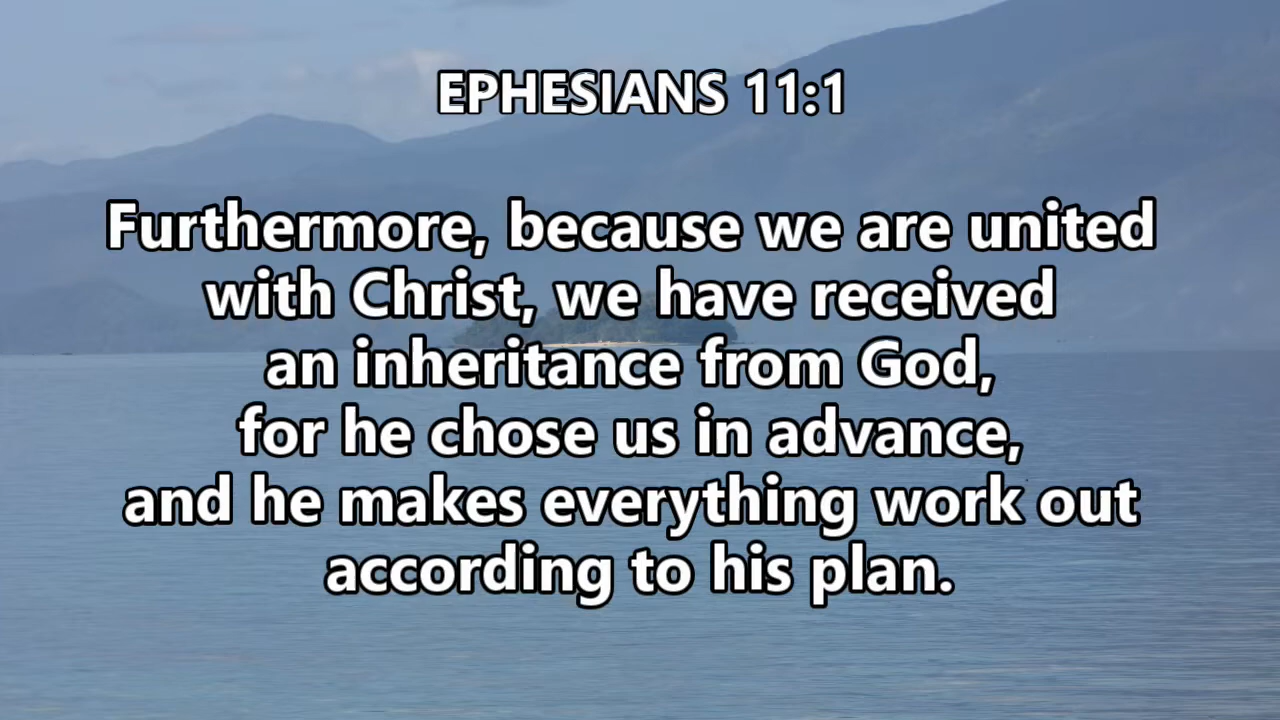 EPHESIANS 11:1
Furthermore, because we are united
with Christ, we have received
an inheritance from God,
for he chose us in advance,
and he makes everything work out
according to his plan.